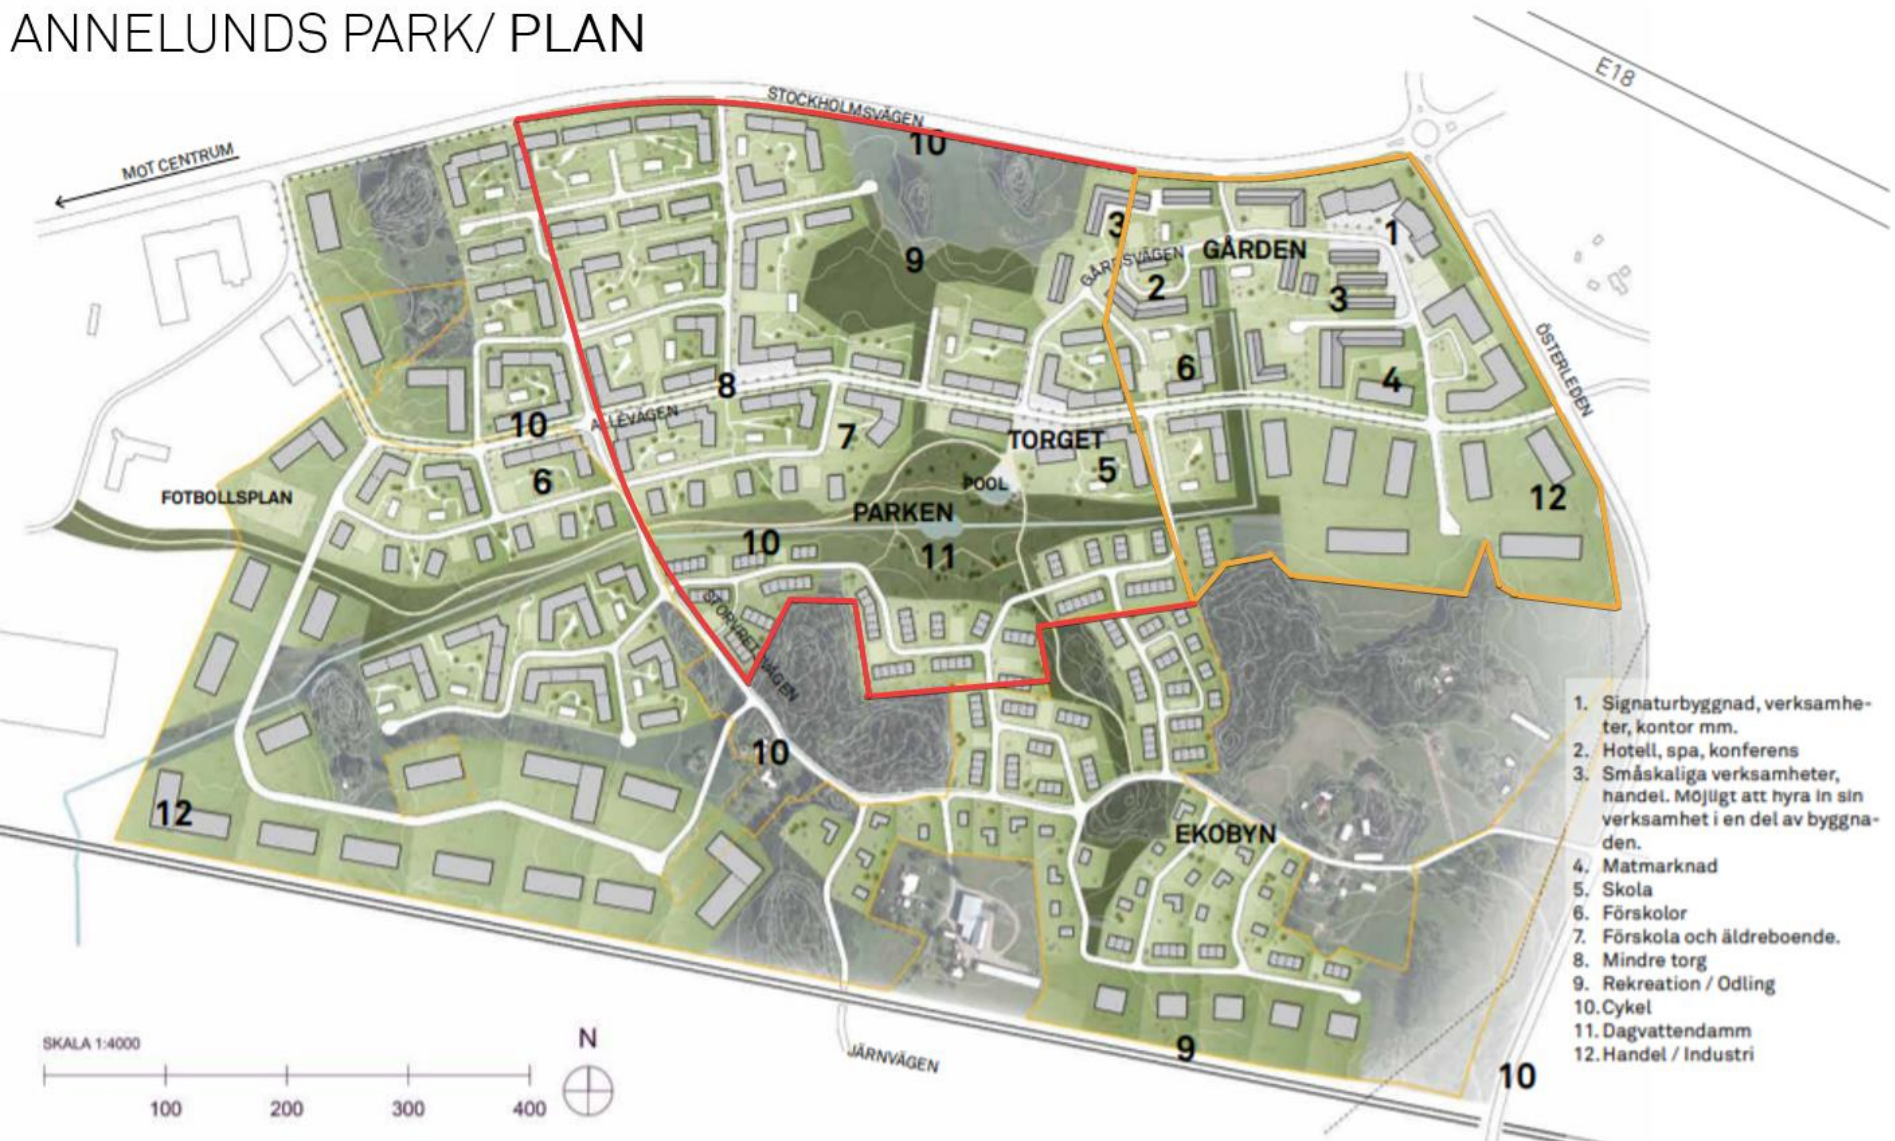 ANNELUNDS PARK/ PLAN
E18
STOCKHOLMSVÄGEN
10
MOT CENTRUM
3
1
GÅRDEN
GÅRDSVÄGEN
9
2
3
ÖSTERLEDEN
6
4
8
ALLÉVÄGEN
10
7
TORGET
5
6
POOL
FOTBOLLSPLAN
12
PARKEN
10
11
10
12
EKOBYN
1. Signaturbyggnad, verksamhe-
ter, kontor mm.
2. Hotell, spa, konferens
3. Småskaliga verksamheter,
handel. Möjligt att hyra in sin
verksamhet i en del av byggna-
den.
4. Matmarknad
5. Skola
6. Förskolor
7. Förskola och äldreboende.
8. Mindre torg
9. Rekreation / Odling
10. Cykel
11. Dagvattendamm
12. Handel / Industri
9
10
JÄRNVÄGEN
SKALA 1:4000
100
200
300
400
N